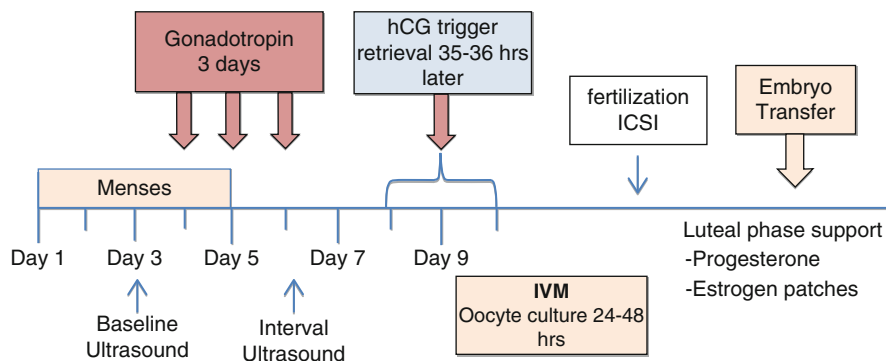 Gonadotropin
3 days
hCG trigger
retrieval 35-36 hrs
later
fertilization
ICSI
Embryo
Transfer
Menses
Day 1
Day 3
Day 5
Day 7
Day 9
Baseline
Ultrasound
Interval
Ultrasound
IVM
Oocyte culture 24-48
hrs
Luteal phase support
-Progesterone
-Estrogen patches